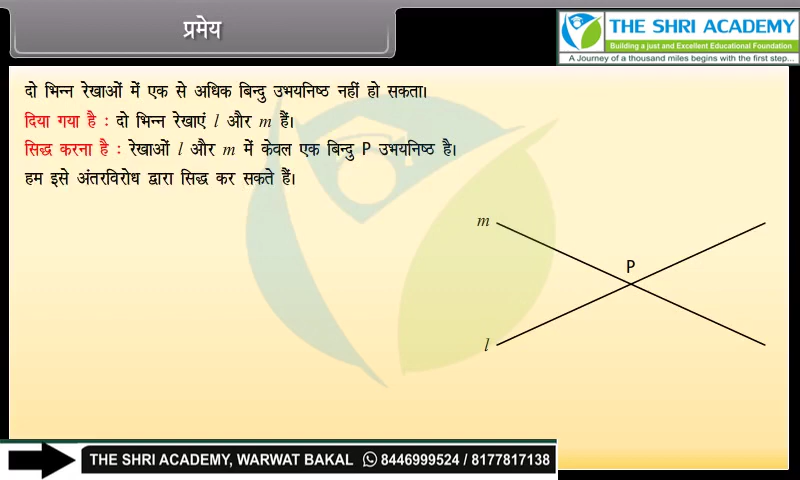 प्रमेय
THE SHRI ACADEMY
Building a just and Excellent Educational Foundation
A Journey of a thousand miles begins with the first step...
दो भिन्न रेखाओं में एक से अधिक बिन्दु उभयनिष्ठ नहीं हो सकता।
दिया गया है : दो भिन्न रेखाएं l और m हैं।
सिद्ध करना है : रेखाओं l और m में केवल एक बिन्दु P उभयनिष्ठ है।
हम इसे अंतरविरोध द्वारा सिद्ध कर सकते हैं।
m
P
l
THE SHRI ACADEMY, WARWAT BAKAL 8446999524 / 8177817138